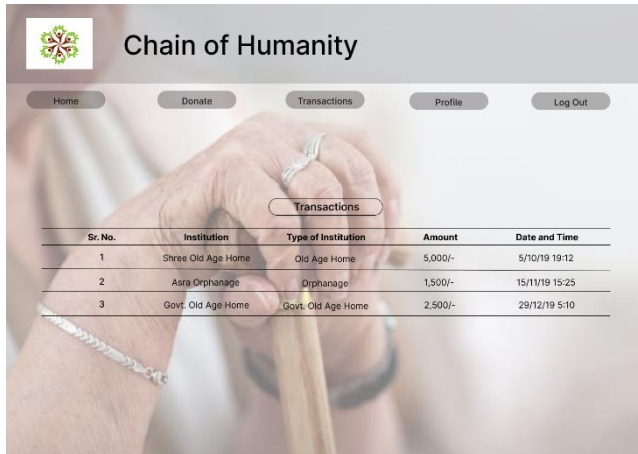 Chain of Humanity
Home Donate Transactions Profile Log Out
Transactions
Sr. No. Institution Type of Institution Amount Date and Time
1 Shree Old Age Home Old Age Home 5,000/- 5/10/19 19:12
2 Asra Orphanage Orphanage 1,500/- 15/11/19 15:25
3 Govt. Old Age Home Govt. Old Age Home 2,500/- 29/12/19 5:10